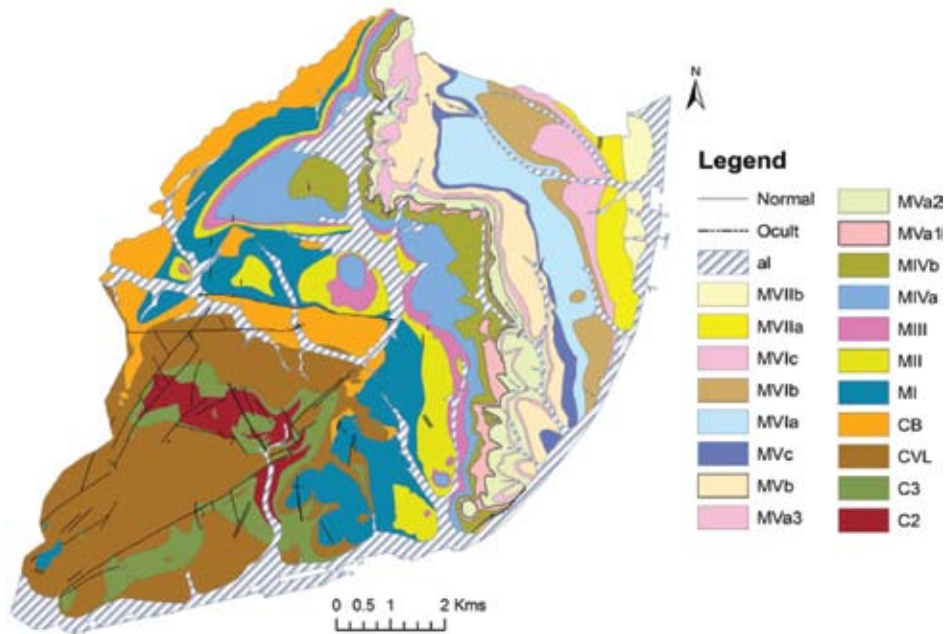 N
Legend
Normal
Ocult
al
MVIIb
MVIIa
MVIc
MVIb
MVIa
MVc
MVb
MVa3
MVa2
MVa1
MIVb
MIVa
MIII
MII
MI
CB
CVL
C3
C2
0 0.5 1 2 Kms